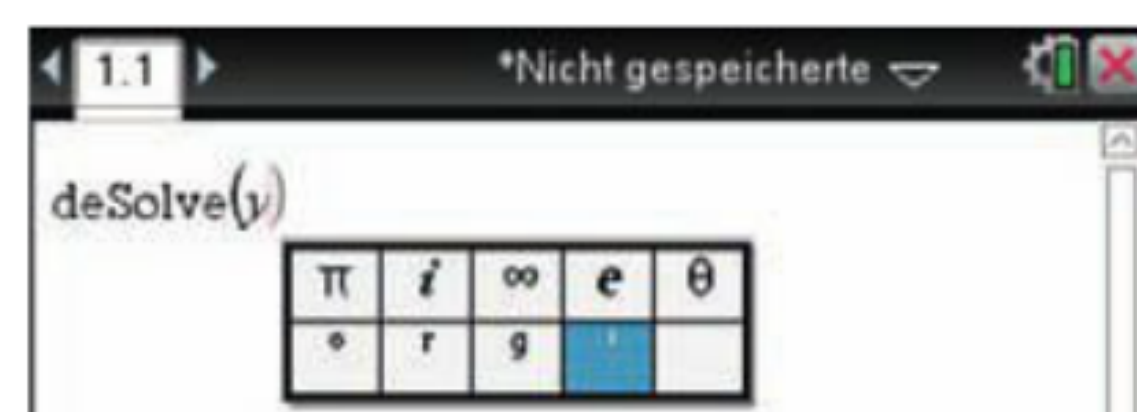 1.1 *Nicht gespeicherte
deSolve(y)
π i ∞ e θ
° r g '